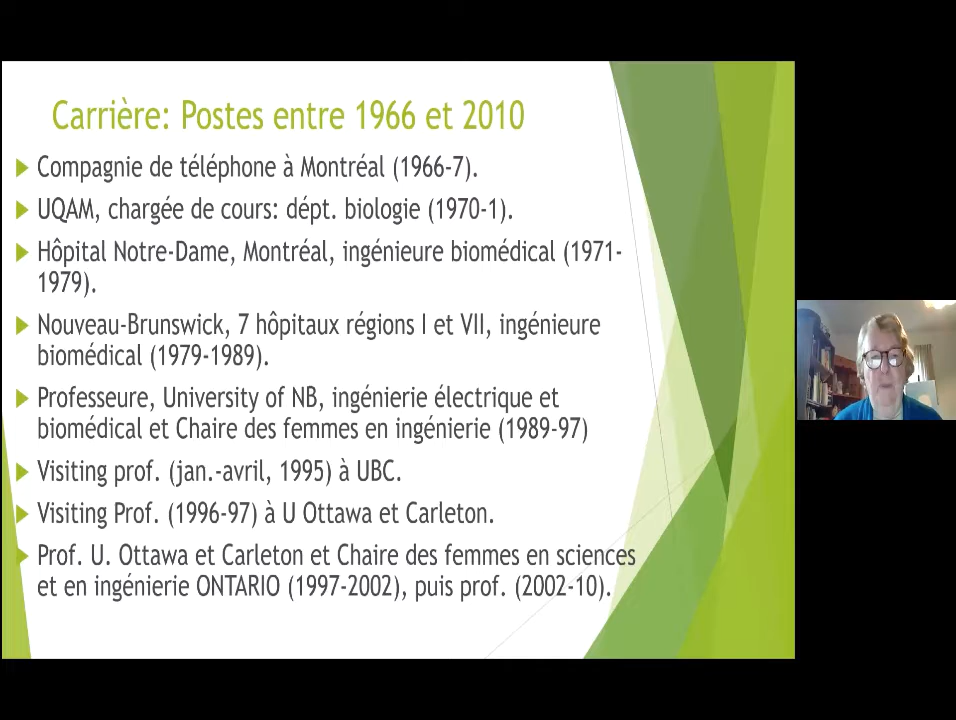 Carrière: Postes entre 1966 et 2010
Compagnie de téléphone à Montréal (1966-7).
UQAM, chargée de cours: dépt. biologie (1970-1).
Hôpital Notre-Dame, Montréal, ingénieure biomédical (1971-
1979).
Nouveau-Brunswick, 7 hôpitaux régions I et VII, ingénieure
biomédical (1979-1989).
Professeure, University of NB, ingénierie électrique et
biomédical et Chaire des femmes en ingénierie (1989-97)
Visiting prof. (jan.-avril, 1995) à UBC.
Visiting Prof. (1996-97) à U Ottawa et Carleton.
Prof. U. Ottawa et Carleton et Chaire des femmes en sciences
et en ingénierie ONTARIO (1997-2002), puis prof. (2002-10).